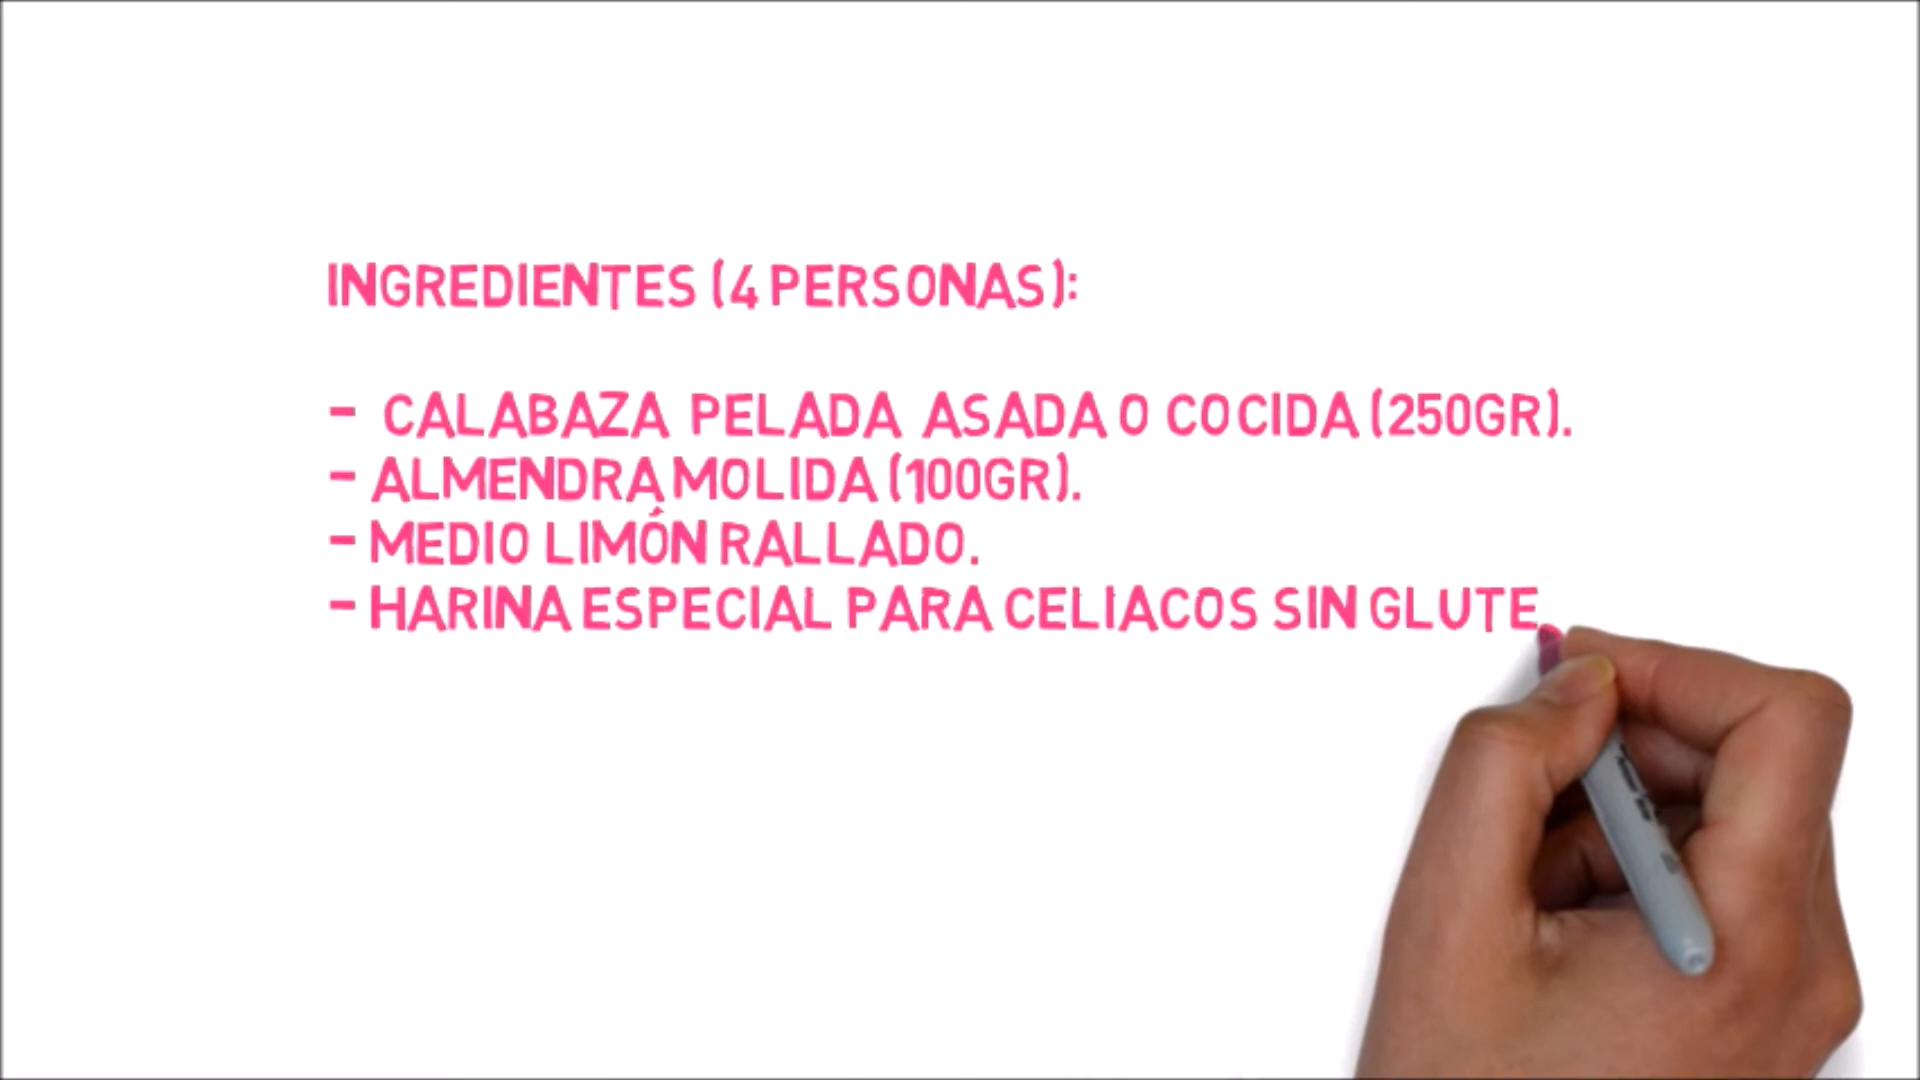 INGREDIENTES (4 PERSONAS):
- CALABAZA PELADA ASADA O COCIDA (250GR).
- ALMENDRA MOLIDA (100GR).
- MEDIO LIMÓN RALLADO.
- HARINA ESPECIAL PARA CELIACOS SIN GLUTE